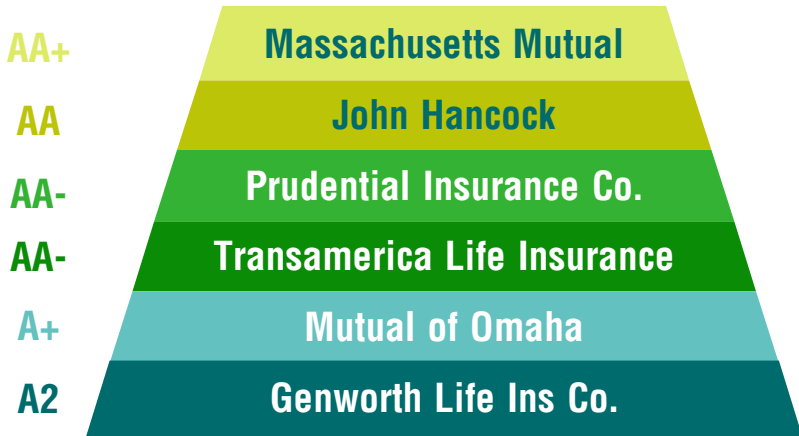 AA+ Massachusetts Mutual
AA John Hancock
AA- Prudential Insurance Co.
AA- Transamerica Life Insurance
A+ Mutual of Omaha
A2 Genworth Life Ins Co.